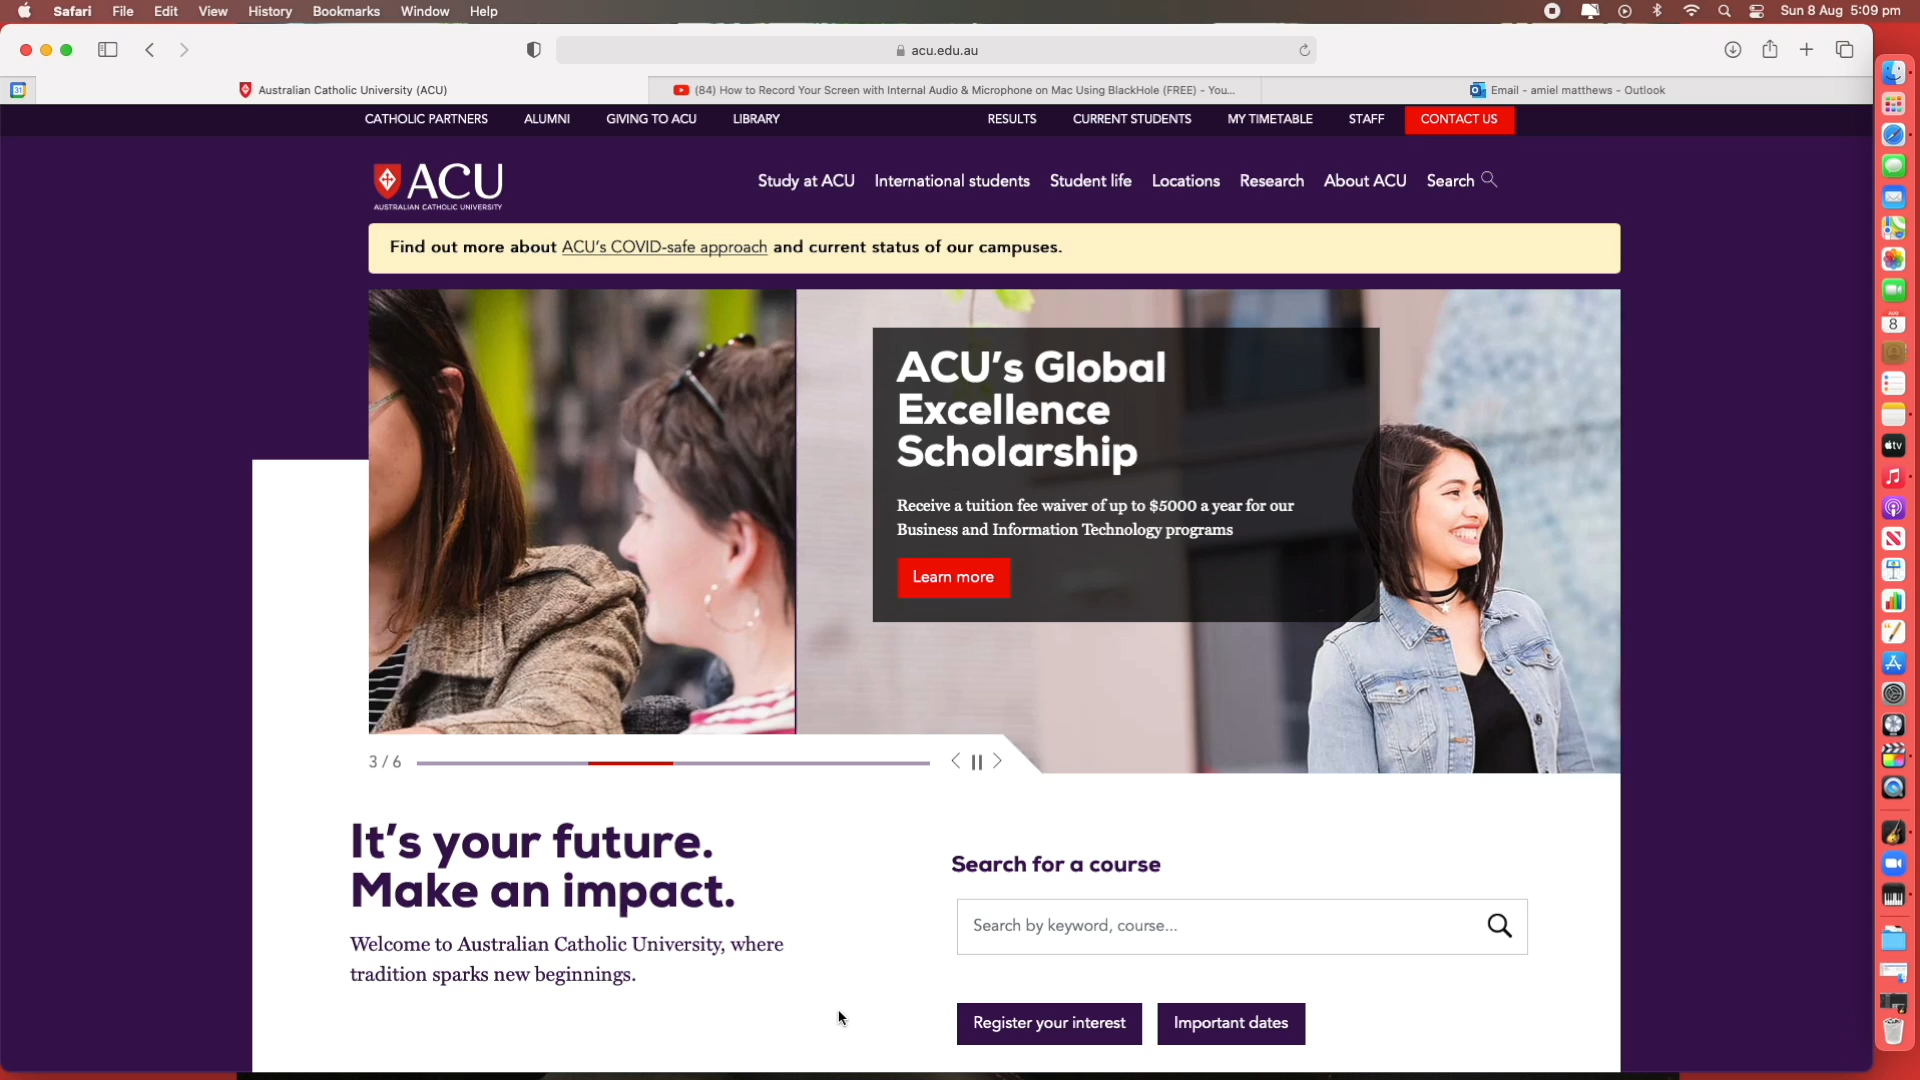 Safari File Edit View History Bookmarks Window Help
Sun 8 Aug 5:09 pm
acu.edu.au
31
Australian Catholic University (ACU)
(84) How to Record Your Screen with Internal Audio & Microphone on Mac Using BlackHole (FREE) - You...
Email - amiel matthews - Outlook
CATHOLIC PARTNERS ALUMNI GIVING TO ACU LIBRARY RESULTS CURRENT STUDENTS MY TIMETABLE STAFF CONTACT US
ACU
AUSTRALIAN CATHOLIC UNIVERSITY
Study at ACU International students Student life Locations Research About ACU Search
Find out more about ACU's COVID-safe approach and current status of our campuses.
ACU's Global
Excellence
Scholarship
Receive a tuition fee waiver of up to $5000 a year for our
Business and Information Technology programs
Learn more
3 / 6
It's your future.
Make an impact.
Welcome to Australian Catholic University, where
tradition sparks new beginnings.
Search for a course
Search by keyword, course...
Register your interest
Important dates
AUG
8
tv